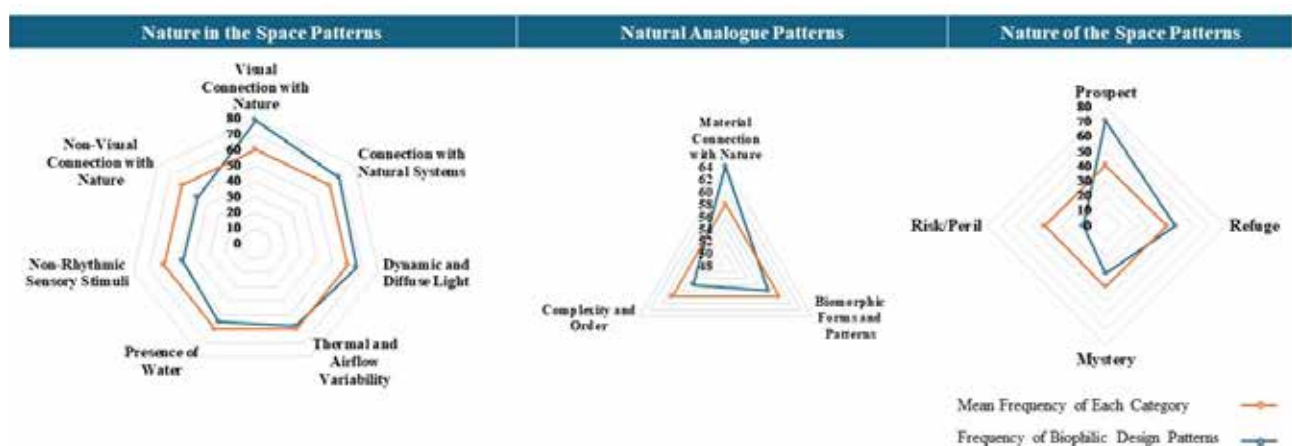 Nature in the Space Patterns
Natural Analogue Patterns
Nature of the Space Patterns
Visual
Connection with
Nature
80
70
60
50
40
30
20
10
0
Connection with
Natural Systems
Dynamic and
Diffuse Light
Thermal and
Airflow
Variability
Presence of
Water
Non-Rhythmic
Sensory Stimuli
Non-Visual
Connection with
Nature
Material
Connection
with Nature
64
62
60
58
56
54
52
50
48
Biomorphic
Forms and
Patterns
Complexity and
Order
Prospect
80
70
60
50
40
30
20
10
0
Refuge
Mystery
Risk/Peril
Mean Frequency of Each Category
Frequency of Biophilic Design Patterns